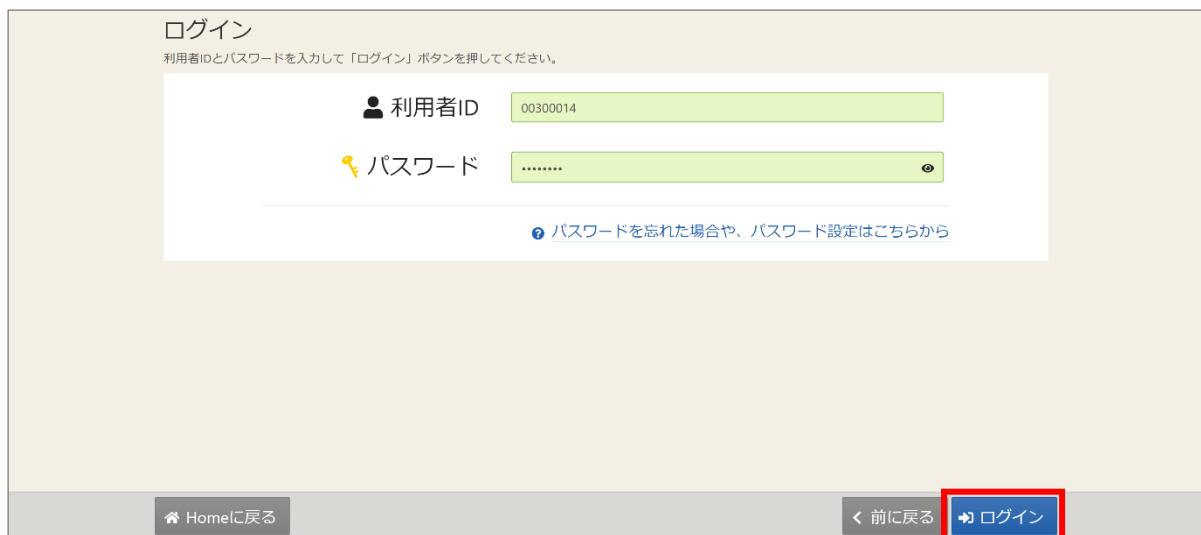 ログイン
利用者IDとパスワードを入力して「ログイン」ボタンを押してください。
利用者ID
00300014
パスワード
••••••••
パスワードを忘れた場合や、パスワード設定はこちらから
Homeに戻る
前に戻る
ログイン